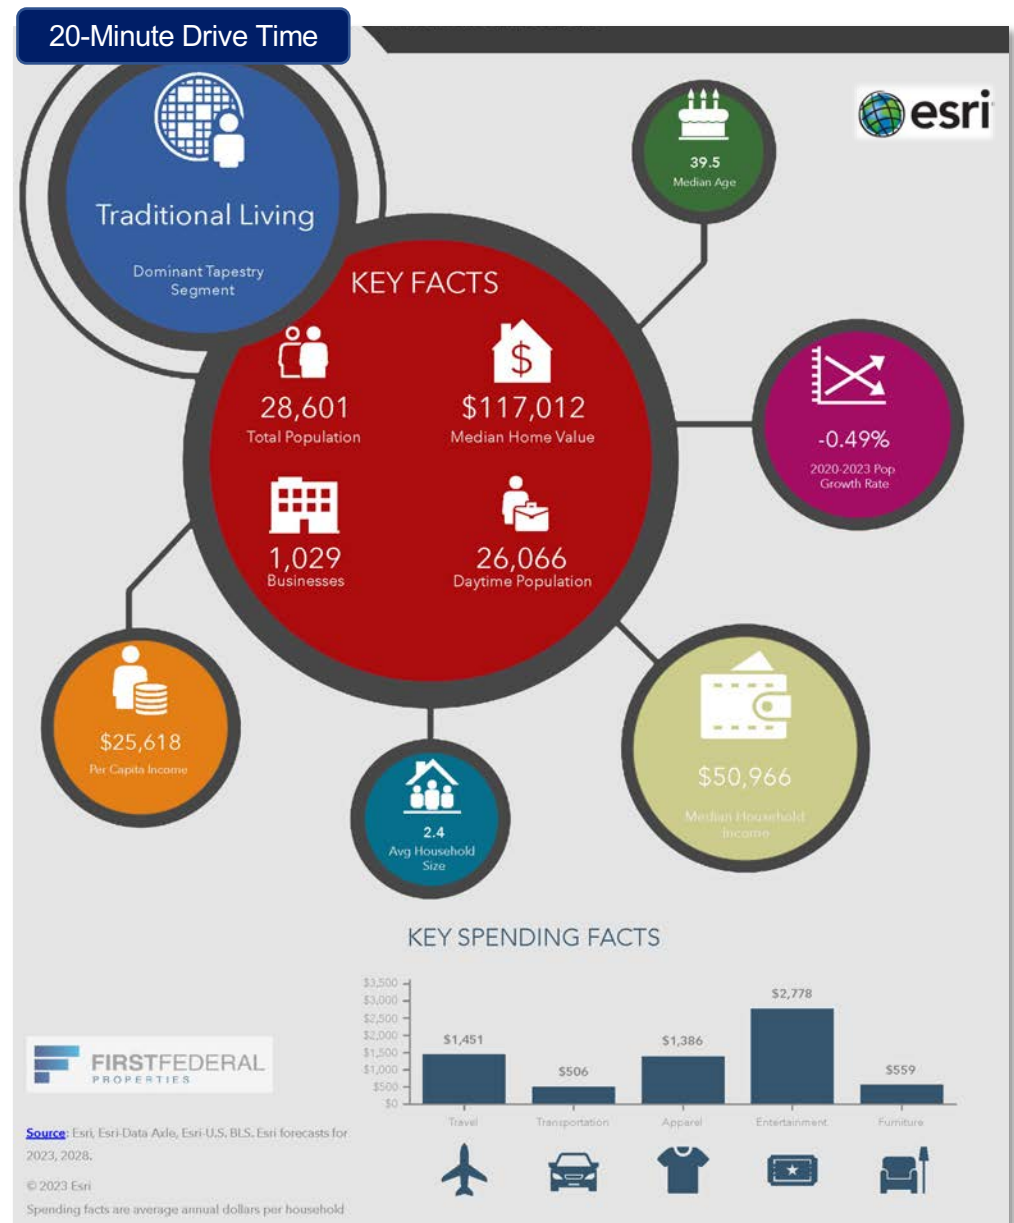 20-Minute Drive Time
esri
39.5
Median Age
Traditional Living
Dominant Tapestry
Segment
KEY FACTS
28,601
Total Population
$117,012
Median Home Value
1,029
Businesses
26,066
Daytime Population
-0.49%
2020-2023 Pop
Growth Rate
$25,618
Per Capita Income
2.4
Avg Household
Size
$50,966
Median Household
Income
KEY SPENDING FACTS
$3,500
$3,000
$2,500
$2,000
$1,500
$1,000
$500
$0
$1,451
$506
$1,386
$2,778
$559
Travel
Transportation
Apparel
Entertainment
Furniture
FIRSTFEDERAL
PROPERTIES
Source: Esri, Esri-Data Axle, Esri-U.S. BLS. Esri forecasts for
2023, 2028.
© 2023 Esri
Spending facts are average annual dollars per household